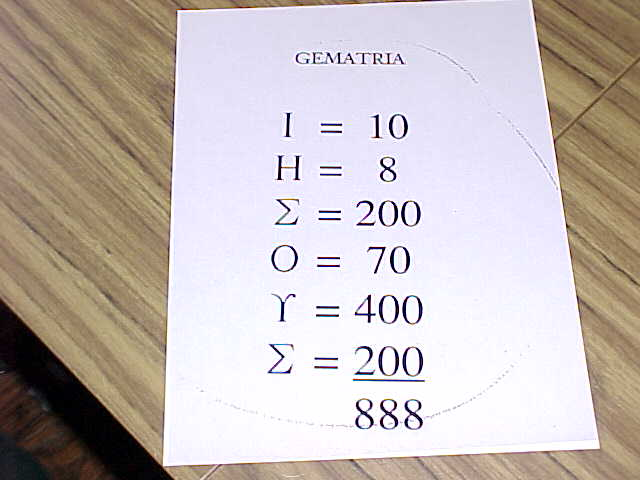 GEMATRIA
Ι = 10
Η = 8
Σ = 200
Ο = 70
ϒ = 400
Σ = 200
888